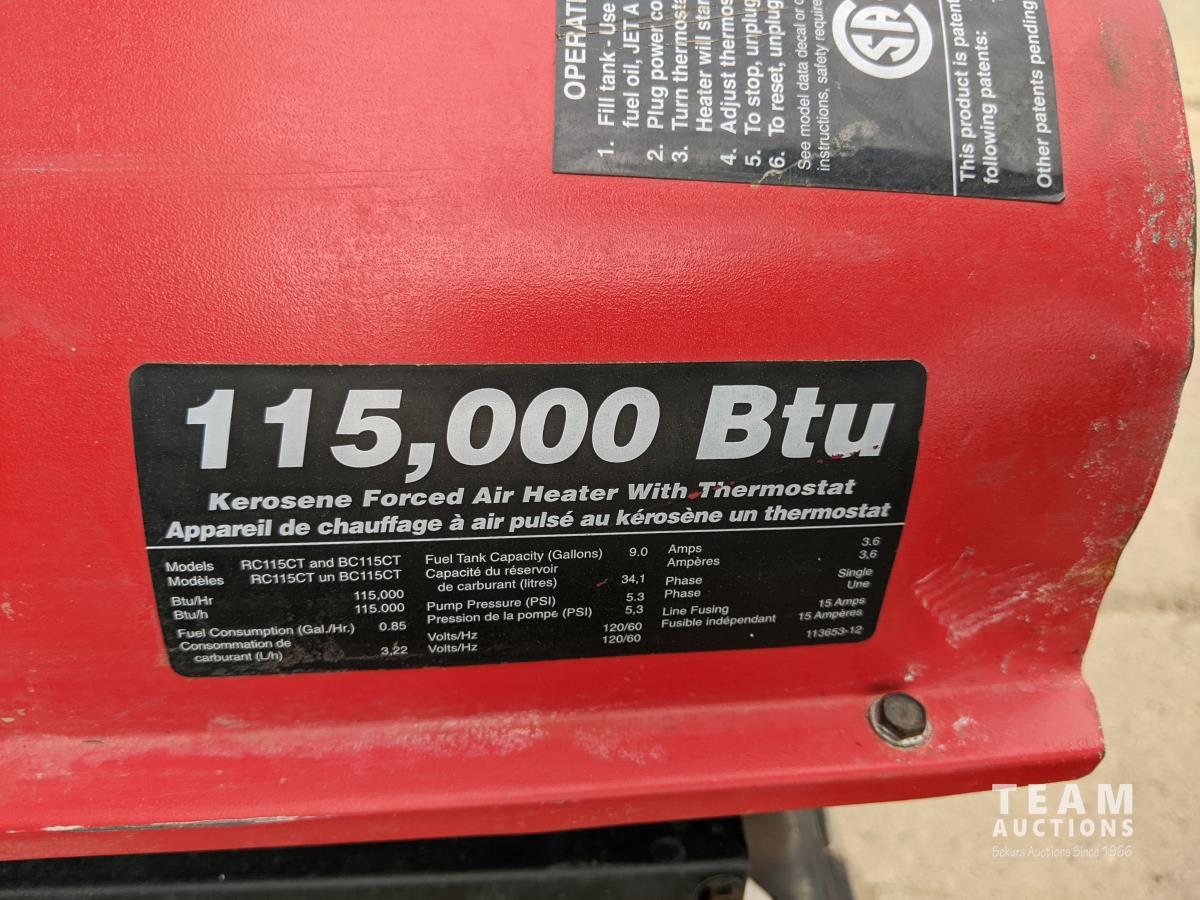 OPERATI
1. Fill tank - Use
fuel oil, JET A
2. Plug power co
3. Turn thermosta
Heater will star
4. Adjust thermos
5. To stop, unplug
6. To reset, unplug
See model data decal or
instructions, safety require
SA
This product is patent
following patents:
Other patents pending
115,000 Btu
Kerosene Forced Air Heater With Thermostat
Appareil de chauffage à air pulsé au kérosène un thermostat
Models RC115CT and BC115CT
Modèles RC115CT un BC115CT
Btu/Hr 115,000
Btu/h 115.000
Fuel Consumption (Gal./Hr.) 0.85
Consommation de
carburant (L/h) 3,22
Fuel Tank Capacity (Gallons) 9.0
Capacité du réservoir
de carburant (litres) 34,1
Pump Pressure (PSI) 5.3
Pression de la pompe (PSI) 5,3
Volts/Hz 120/60
Volts/Hz 120/60
Amps 3.6
Ampères 3,6
Phase Single
Phase Une
Line Fusing 15 Amps
Fusible indépendant 15 Ampères
113653-12
TEAM
AUCTIONS
Sekura Auctions Since 1966